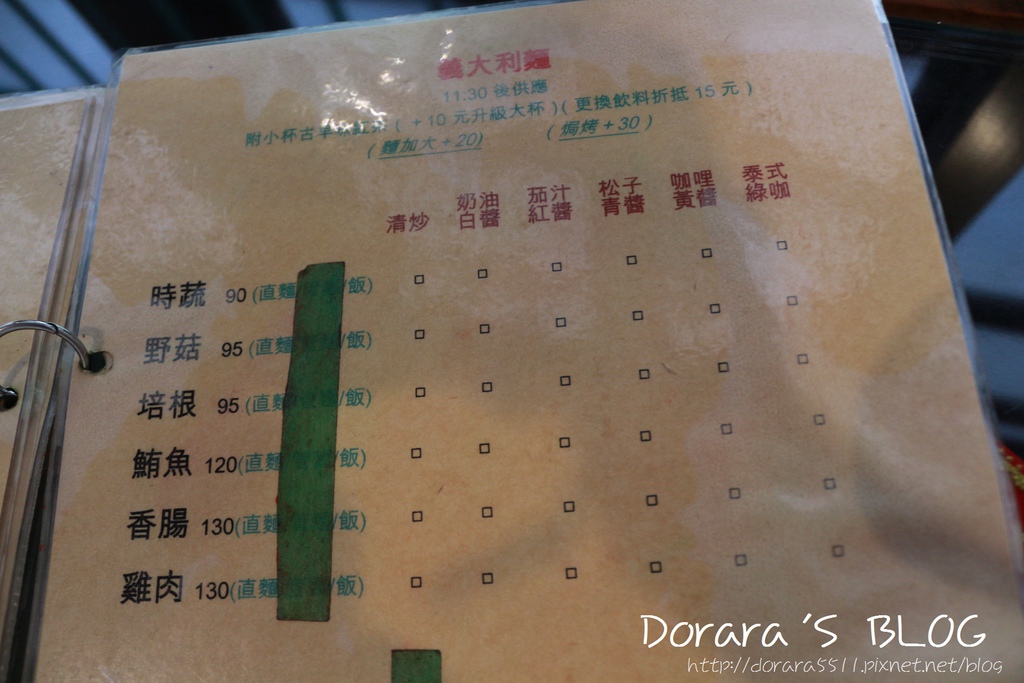 義大利麵
11:30 後供應
附小杯古早味紅茶 ( +10 元升級大杯 ) ( 更換飲料折抵 15 元 )
( 麵加大 +20) ( 焗烤 +30 )
清炒 奶油白醬 茄汁紅醬 松子青醬 咖哩黃醬 泰式綠咖
時蔬 90 (直麵/飯) □ □ □ □ □ □
野菇 95 (直麵/飯) □ □ □ □ □ □
培根 95 (直麵/飯) □ □ □ □ □ □
鮪魚 120(直麵/飯) □ □ □ □ □ □
香腸 130(直麵/飯) □ □ □ □ □ □
雞肉 130(直麵/飯) □ □ □ □ □ □
Dorara'S BLOG
http://dorara5511.pixnet.net/blog